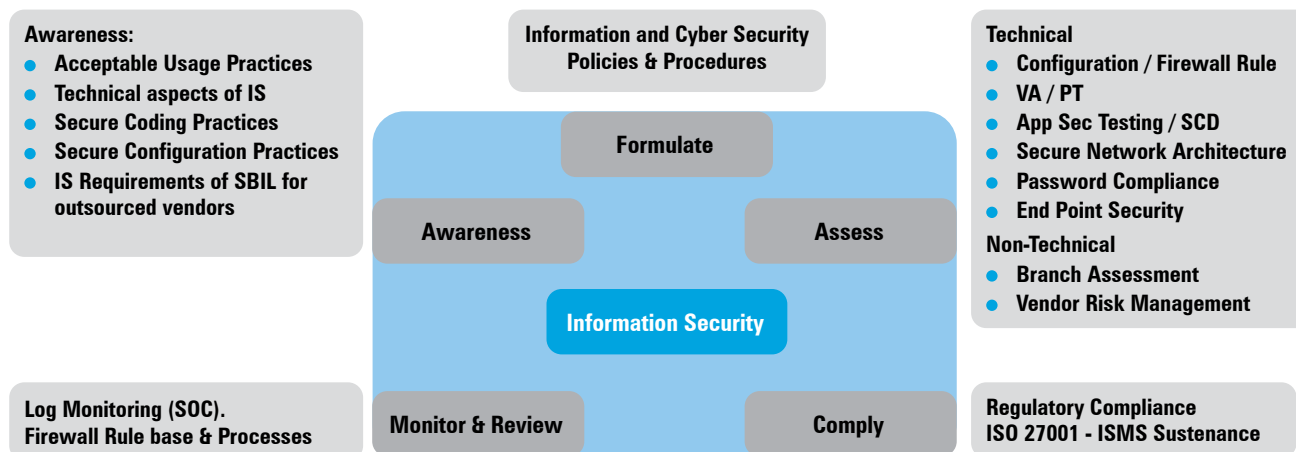 Awareness:
Acceptable Usage Practices
Technical aspects of IS
Secure Coding Practices
Secure Configuration Practices
IS Requirements of SBIL for
outsourced vendors
Information and Cyber Security
Policies & Procedures
Technical
Configuration / Firewall Rule
VA / PT
App Sec Testing / SCD
Secure Network Architecture
Password Compliance
End Point Security
Non-Technical
Branch Assessment
Vendor Risk Management
Formulate
Awareness
Assess
Information Security
Monitor & Review
Comply
Log Monitoring (SOC).
Firewall Rule base & Processes
Regulatory Compliance
ISO 27001 - ISMS Sustenance